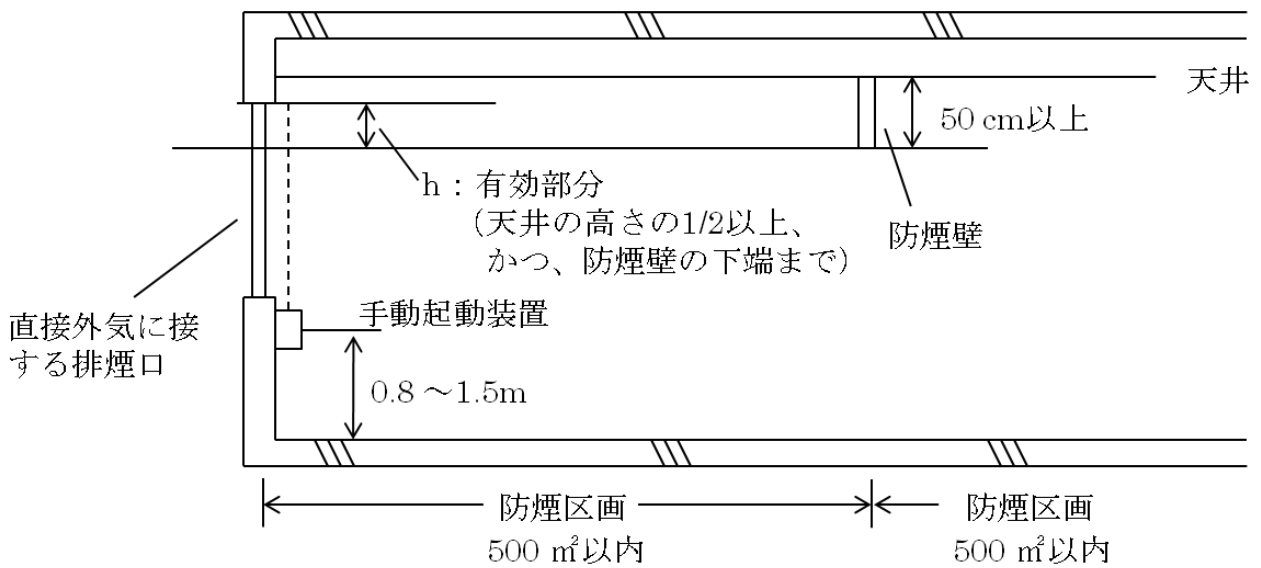 天井
50 cm以上
h：有効部分
（天井の高さの1/2以上、
かつ、防煙壁の下端まで）
防煙壁
直接外気に接
する排煙口
手動起動装置
0.8～1.5m
防煙区画
500 ㎡以内
防煙区画
500 ㎡以内